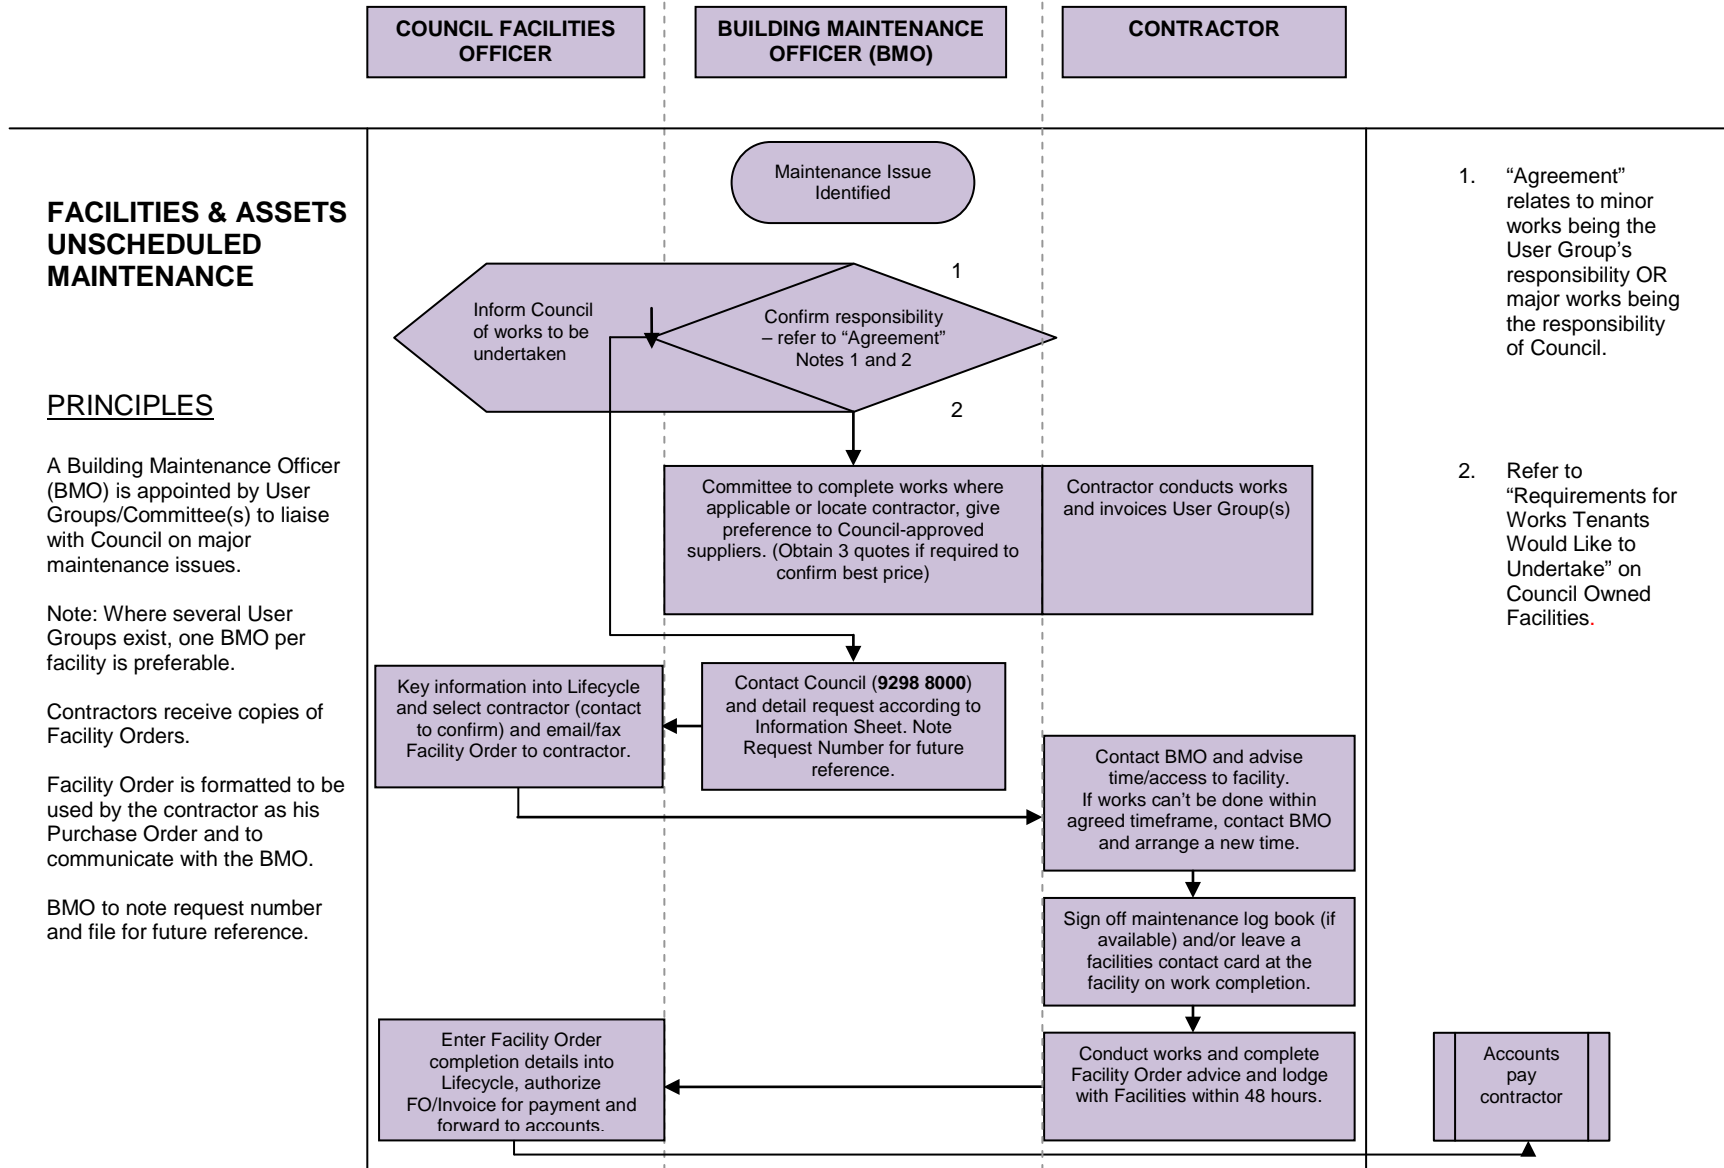 COUNCIL FACILITIES
OFFICER
BUILDING MAINTENANCE
OFFICER (BMO)
CONTRACTOR
FACILITIES & ASSETS
UNSCHEDULED
MAINTENANCE
PRINCIPLES
A Building Maintenance Officer
(BMO) is appointed by User
Groups/Committee(s) to liaise
with Council on major
maintenance issues.
Note: Where several User
Groups exist, one BMO per
facility is preferable.
Contractors receive copies of
Facility Orders.
Facility Order is formatted to be
used by the contractor as his
Purchase Order and to
communicate with the BMO.
BMO to note request number
and file for future reference.
Maintenance Issue
Identified
Inform Council
of works to be
undertaken
1
Confirm responsibility
– refer to “Agreement”
Notes 1 and 2
2
Committee to complete works where
applicable or locate contractor, give
preference to Council-approved
suppliers. (Obtain 3 quotes if required to
confirm best price)
Contractor conducts works
and invoices User Group(s)
Contact Council (9298 8000)
and detail request according to
Information Sheet. Note
Request Number for future
reference.
Key information into Lifecycle
and select contractor (contact
to confirm) and email/fax
Facility Order to contractor.
Contact BMO and advise
time/access to facility.
If works can’t be done within
agreed timeframe, contact BMO
and arrange a new time.
Sign off maintenance log book (if
available) and/or leave a
facilities contact card at the
facility on work completion.
Conduct works and complete
Facility Order advice and lodge
with Facilities within 48 hours.
Enter Facility Order
completion details into
Lifecycle, authorize
FO/Invoice for payment and
forward to accounts.
Accounts
pay
contractor
1. “Agreement”
relates to minor
works being the
User Group’s
responsibility OR
major works being
the responsibility
of Council.
2. Refer to
“Requirements for
Works Tenants
Would Like to
Undertake” on
Council Owned
Facilities.